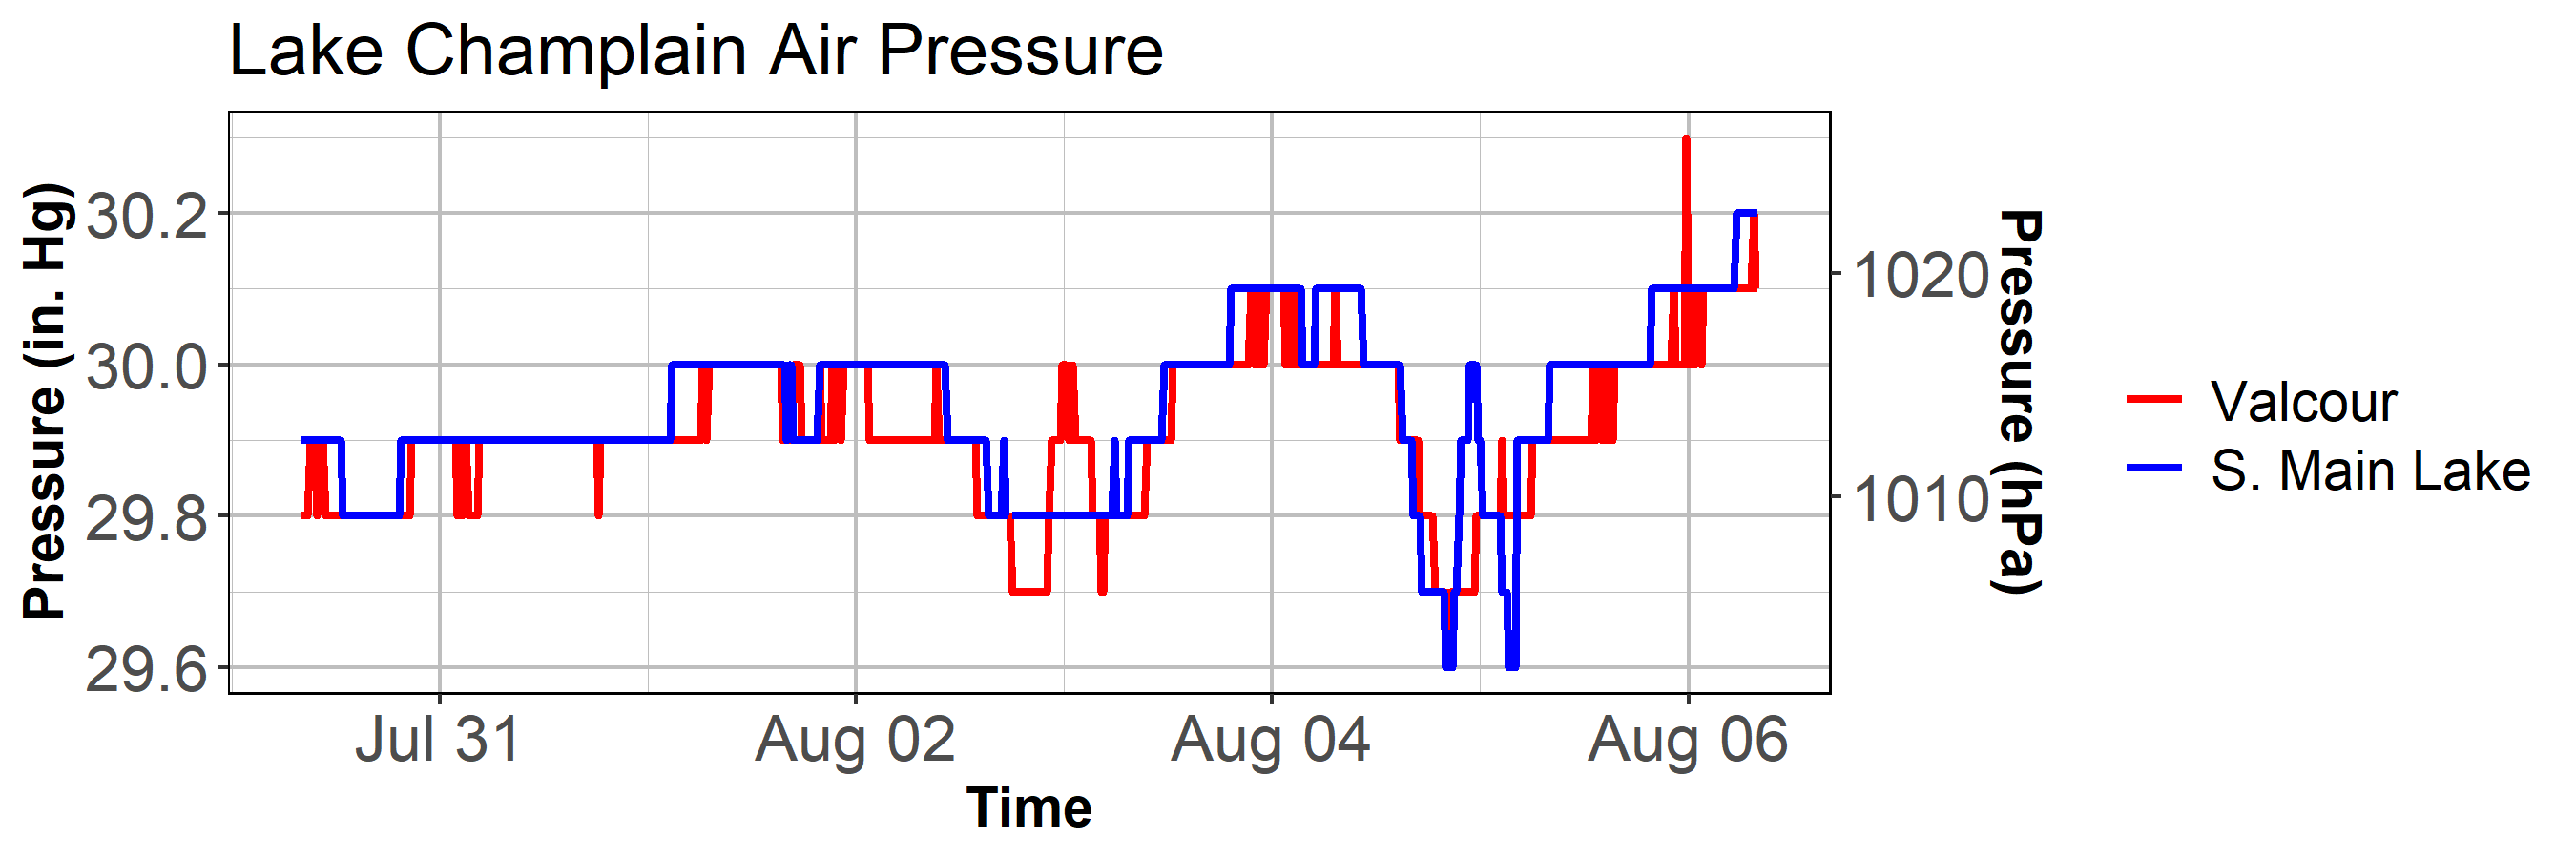 Lake Champlain Air Pressure
Pressure (in. Hg)
30.2
30.0
29.8
29.6
1020
1010
Pressure (hPa)
Valcour
S. Main Lake
Jul 31
Aug 02
Aug 04
Aug 06
Time